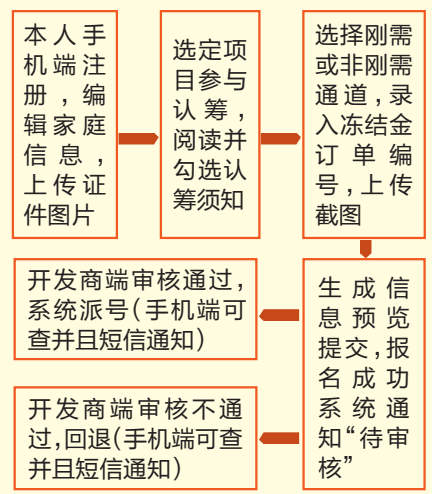 本人手
机端注
册，编
辑家庭
信息，
上传证
件图片
选定项
目参与
认筹，
阅读并
勾选认
筹须知
选择刚需
或非刚需
通道，录
入冻结金
订单编
号，上传
截图
生成信
息预览
提交，报
名成功
系统通
知“待审
核”
开发商端审核通过，
系统派号（手机端可
查并且短信通知）
开发商端审核不通
过，回退（手机端可查
并且短信通知）